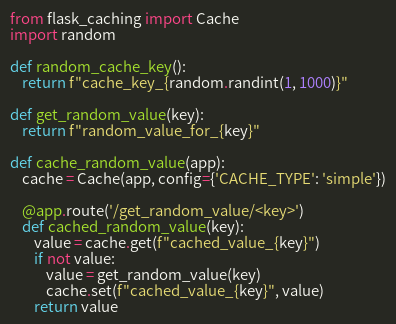 from flask_caching import Cache
import random

def random_cache_key():
    return f"cache_key_{random.randint(1, 1000)}"

def get_random_value(key):
    return f"random_value_for_{key}"

def cache_random_value(app):
    cache = Cache(app, config={'CACHE_TYPE': 'simple'})

    @app.route('/get_random_value/<key>')
    def cached_random_value(key):
        value = cache.get(f"cached_value_{key}")
        if not value:
            value = get_random_value(key)
            cache.set(f"cached_value_{key}", value)
        return value